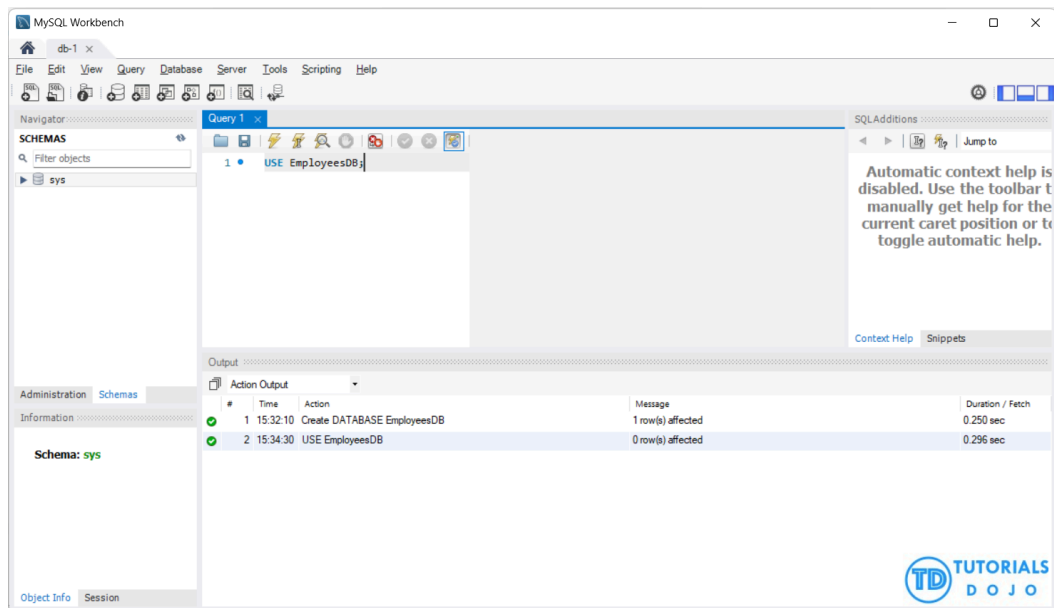 MySQL Workbench
db-1
File Edit View Query Database Server Tools Scripting Help
Navigator
SCHEMAS
Filter objects
sys
Administration Schemas
Information
Schema: sys
Object Info Session
Query 1
1 USE EmployeesDB;
SQLAdditions
Jump to
Automatic context help is
disabled. Use the toolbar t
manually get help for the
current caret position or to
toggle automatic help.
Context Help Snippets
Output
Action Output
# Time Action Message Duration / Fetch
1 15:32:10 Create DATABASE EmployeesDB 1 row(s) affected 0.250 sec
2 15:34:30 USE EmployeesDB 0 row(s) affected 0.296 sec
TD TUTORIALS
DOJO